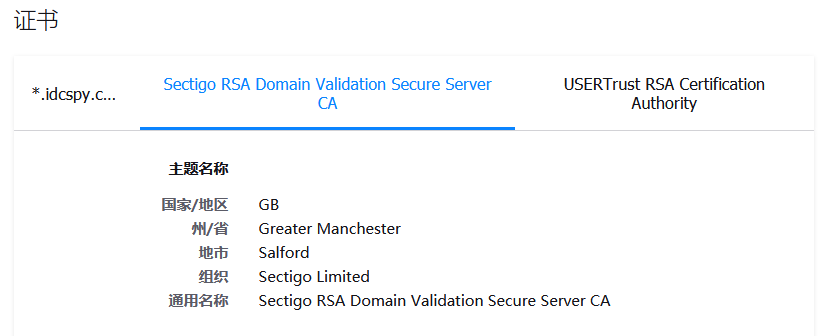 证书
*.idcspy.c...
Sectigo RSA Domain Validation Secure Server
CA
USERTrust RSA Certification
Authority
主题名称
国家/地区 GB
州/省 Greater Manchester
地市 Salford
组织 Sectigo Limited
通用名称 Sectigo RSA Domain Validation Secure Server CA